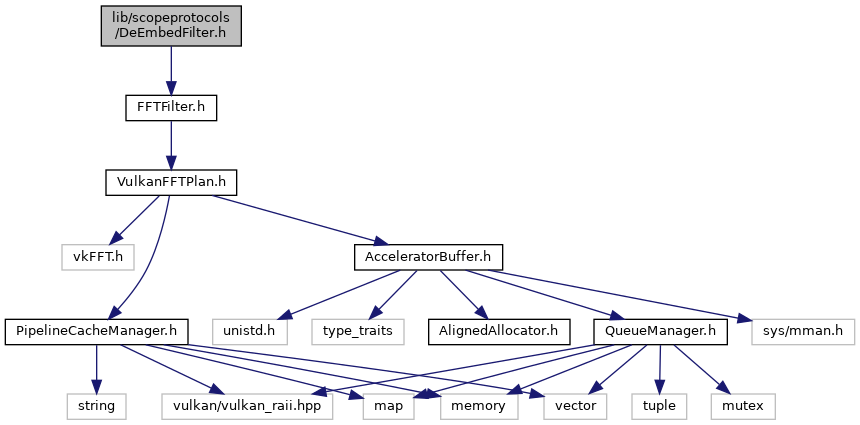 lib/scopeprotocols
/DeEmbedFilter.h
FFTFilter.h
VulkanFFTPlan.h
vkFFT.h
AcceleratorBuffer.h
PipelineCacheManager.h
unistd.h
type_traits
AlignedAllocator.h
QueueManager.h
sys/mman.h
string
vulkan/vulkan_raii.hpp
map
memory
vector
tuple
mutex